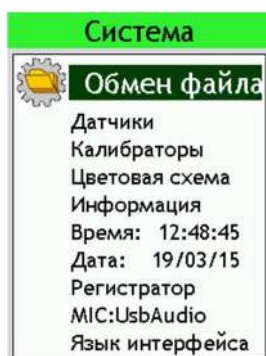 Система
Обмен файла
Датчики
Калибраторы
Цветовая схема
Информация
Время: 12:48:45
Дата: 19/03/15
Регистратор
MIC:UsbAudio
Язык интерфейса